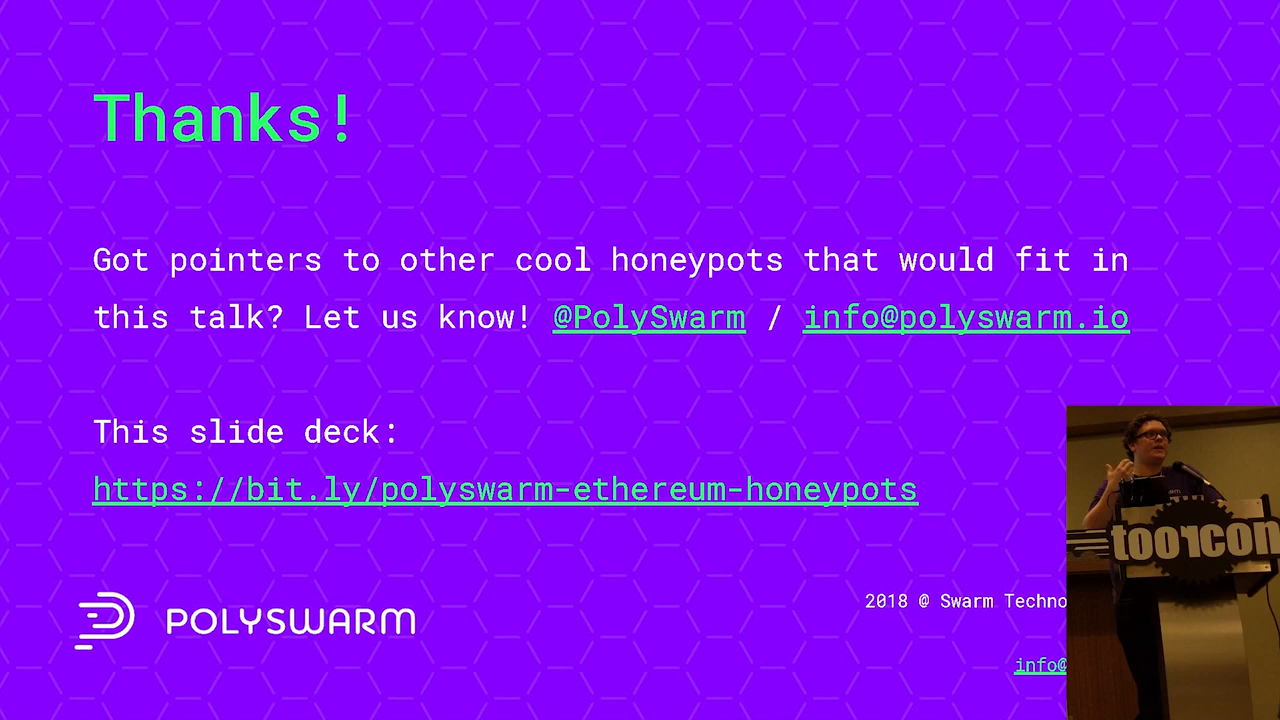 Thanks!
Got pointers to other cool honeypots that would fit in
this talk? Let us know! @PolySwarm / info@polyswarm.io
This slide deck:
https://bit.ly/polyswarm-ethereum-honeypots
POLYSWARM
2018 @ Swarm Techno
info@
toorcon